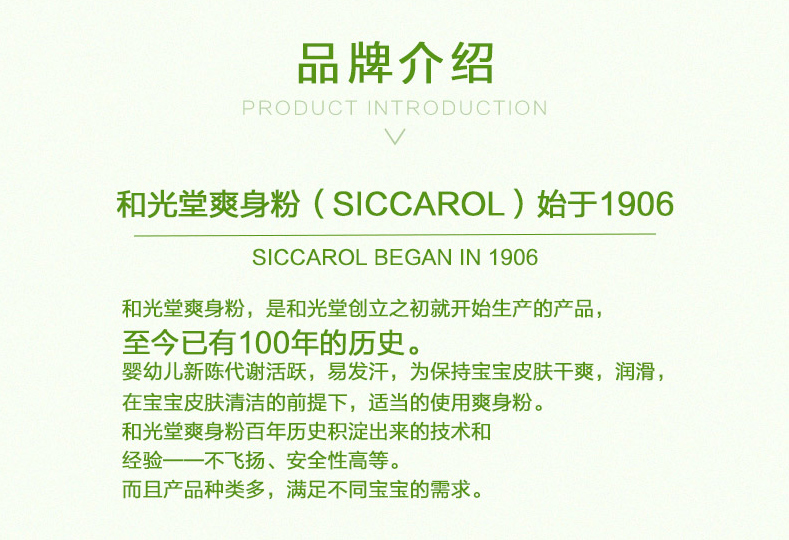 品牌介绍
PRODUCT INTRODUCTION
和光堂爽身粉（SICCAROL）始于1906
SICCAROL BEGAN IN 1906
和光堂爽身粉，是和光堂创立之初就开始生产的产品，
至今已有100年的历史。
婴幼儿新陈代谢活跃，易发汗，为保持宝宝皮肤干爽，润滑，
在宝宝皮肤清洁的前提下，适当的使用爽身粉。
和光堂爽身粉百年历史积淀出来的技术和
经验——不飞扬、安全性高等。
而且产品种类多，满足不同宝宝的需求。